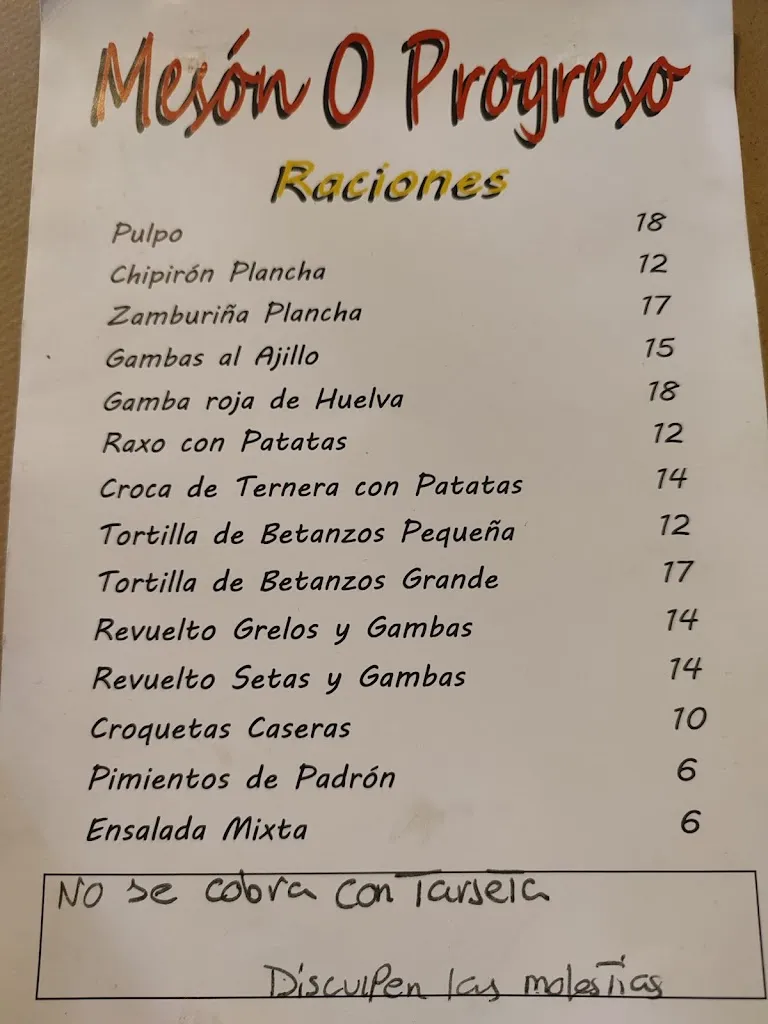 Mesón O Progreso
Raciones
Pulpo 18
Chipirón Plancha 12
Zamburiña Plancha 17
Gambas al Ajillo 15
Gamba roja de Huelva 18
Raxo con Patatas 12
Croca de Ternera con Patatas 14
Tortilla de Betanzos Pequeña 12
Tortilla de Betanzos Grande 17
Revuelto Grelos y Gambas 14
Revuelto Setas y Gambas 14
Croquetas Caseras 10
Pimientos de Padrón 6
Ensalada Mixta 6
No se cobra con Tarseta
Disculpen las molestias